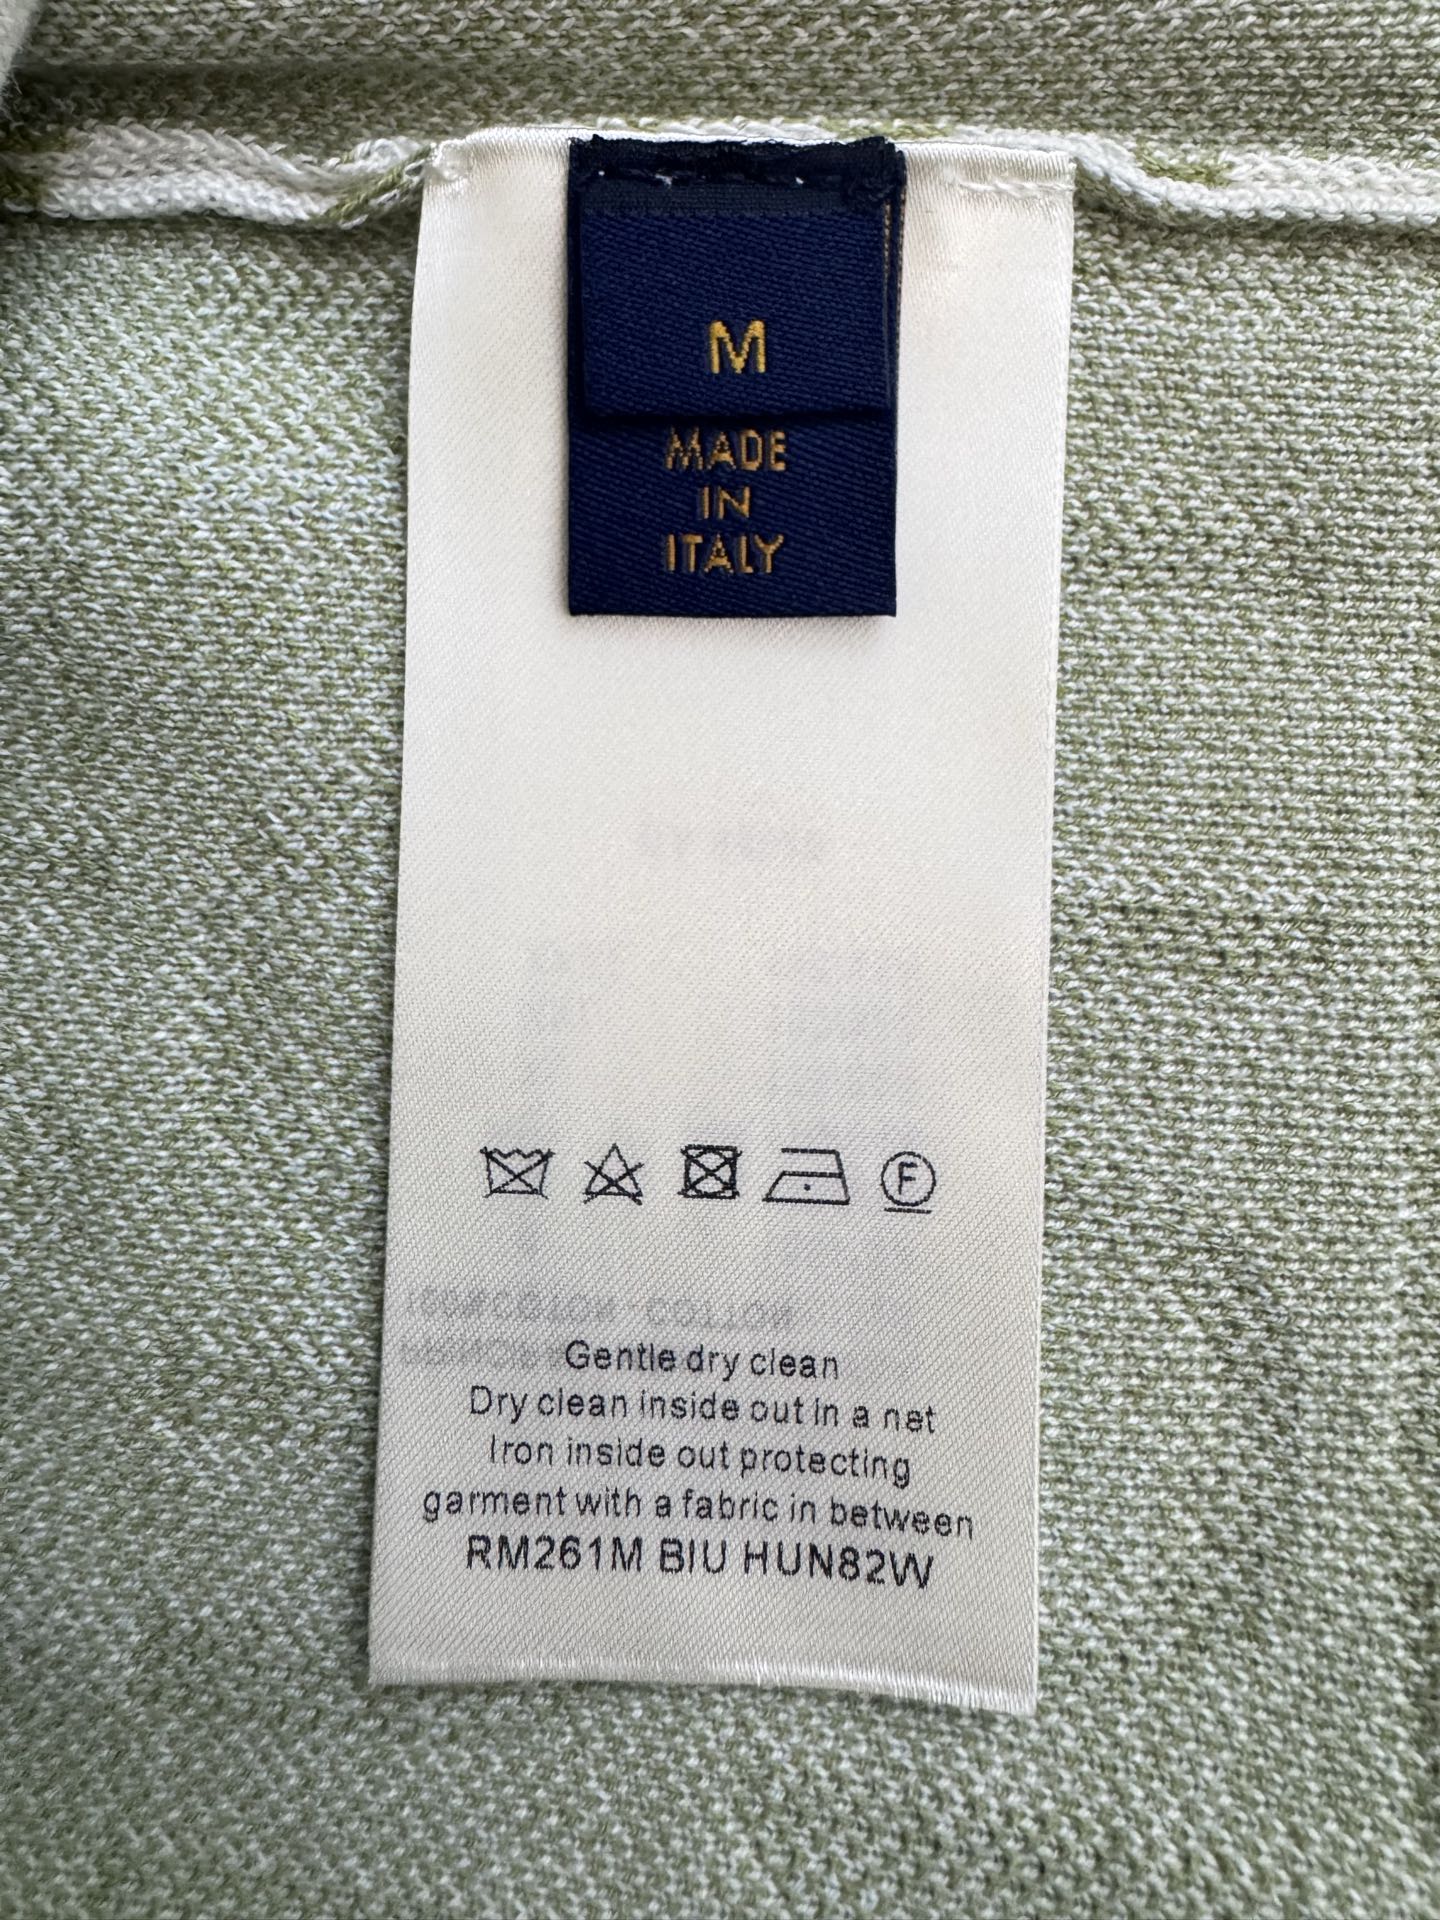 M
MADE
IN
ITALY
F
Gentle dry clean
Dry clean inside out in a net
Iron inside out protecting
garment with a fabric in between
RM261M BIU HUN82W